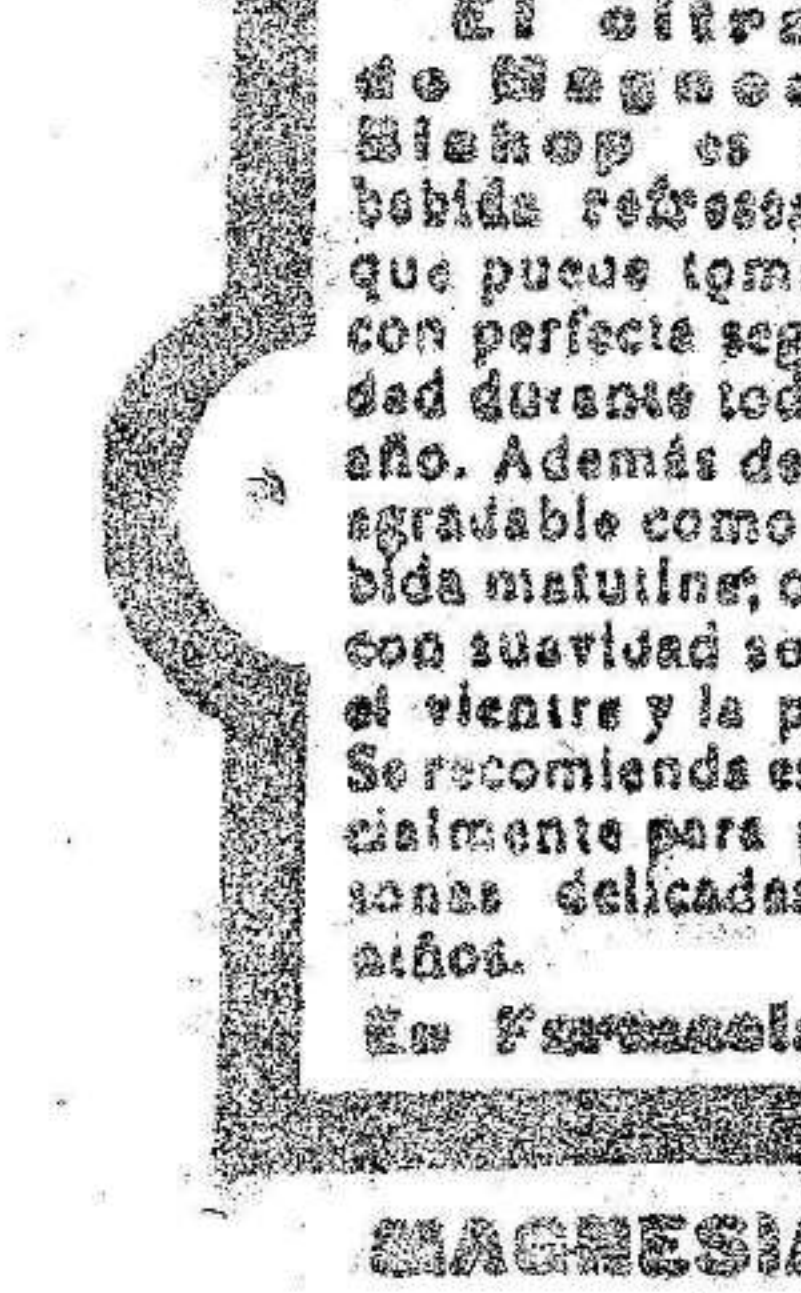 El citra
de Magnes
Bishop es
bebida refresc
que puede tom
con perfecta seg
dad durante tod
año. Además de
agradable como
bida matutina, o
con suavidad so
el vientre y la p
Se recomienda es
cialmente para
sonas delicadas
niños.
En Farmacia
MAGNESIA